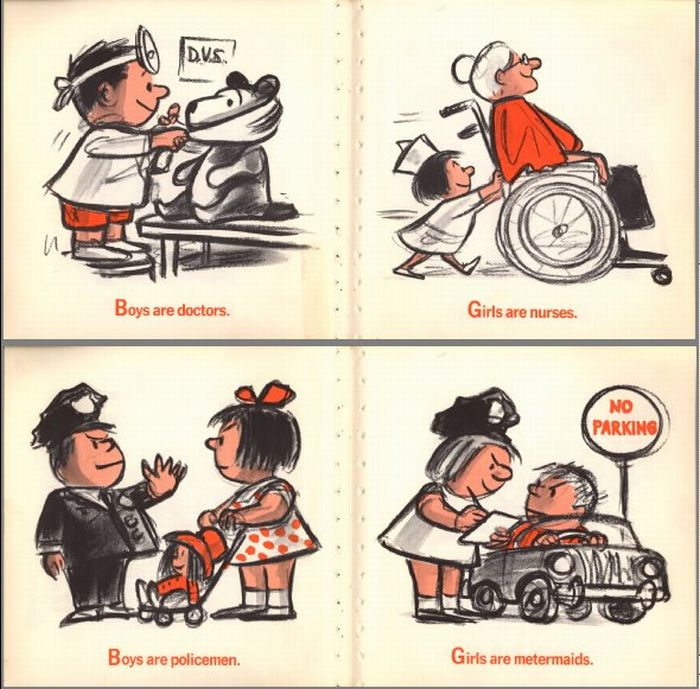 D.V.S.
Boys are doctors.
Girls are nurses.
NO
PARKING
Boys are policemen.
Girls are metermaids.